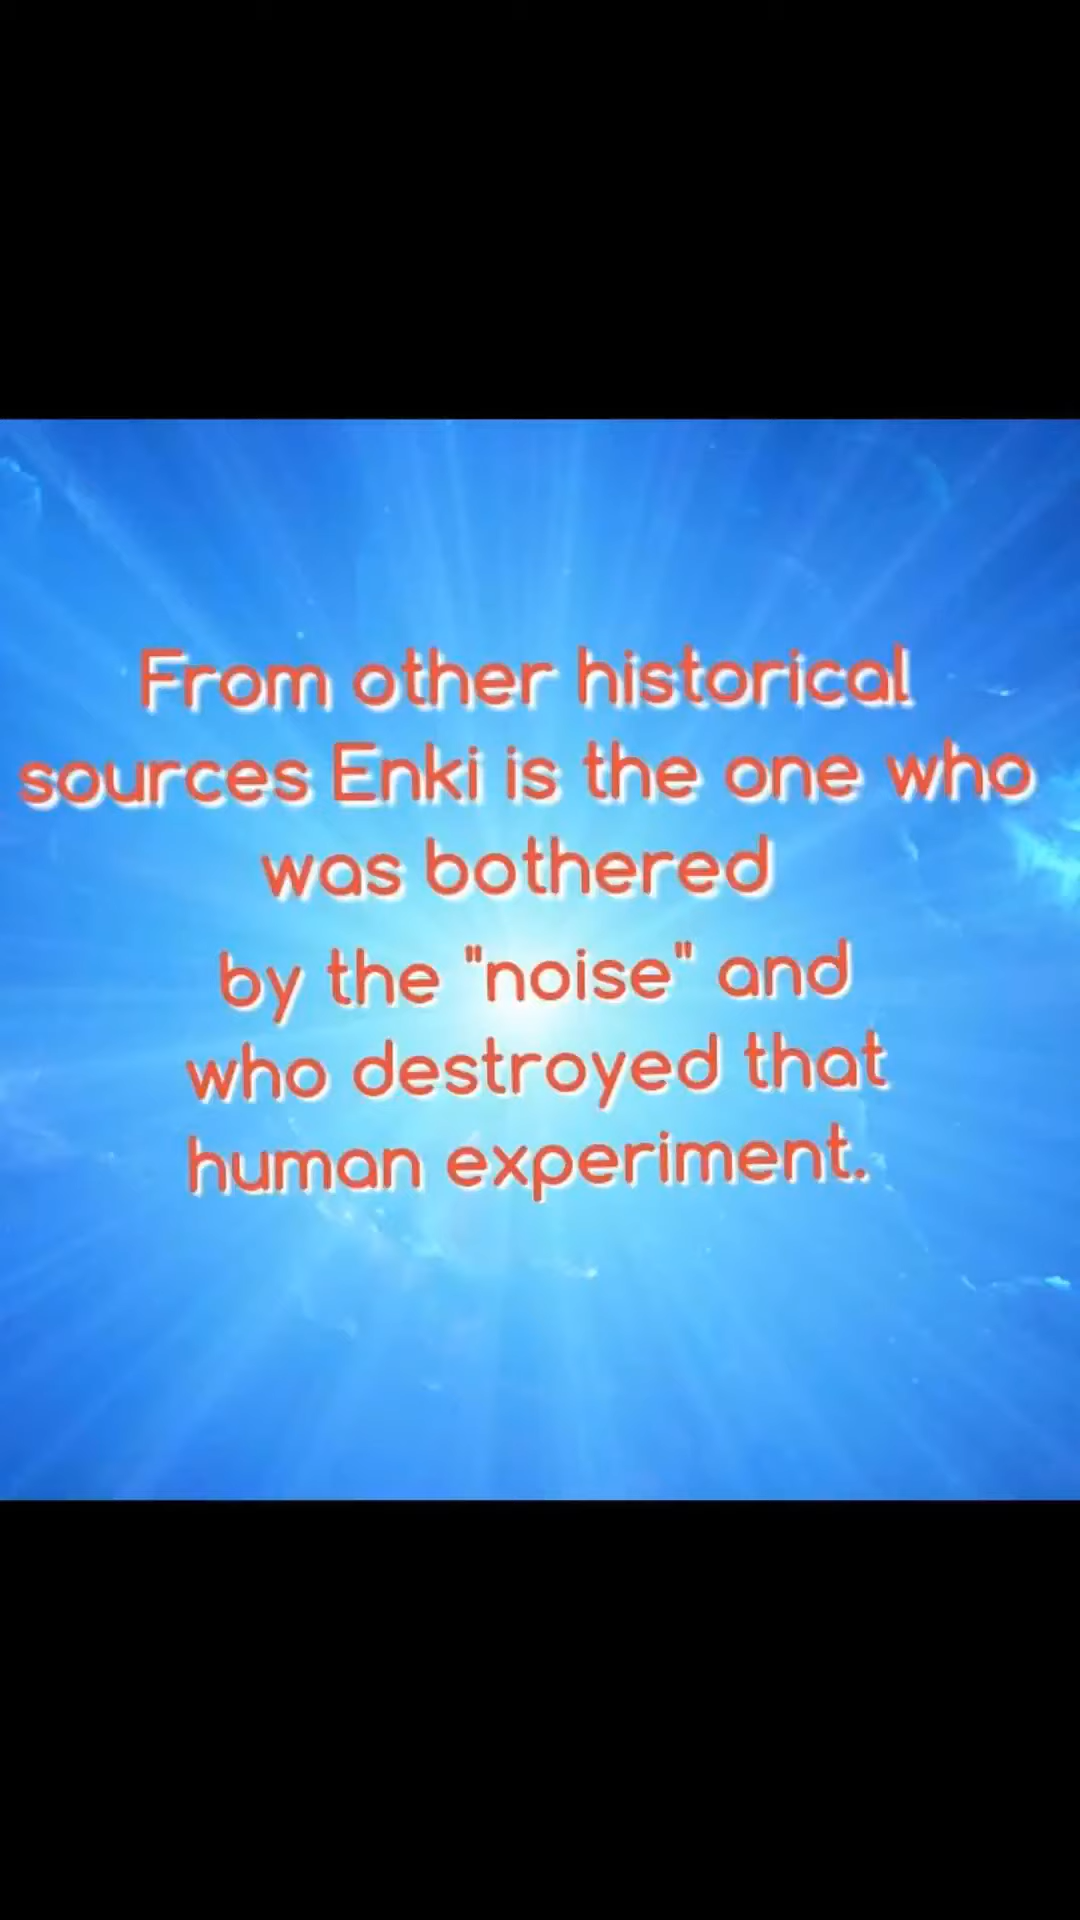 From other historical
sources Enki is the one who
was bothered
by the "noise" and
who destroyed that
human experiment.